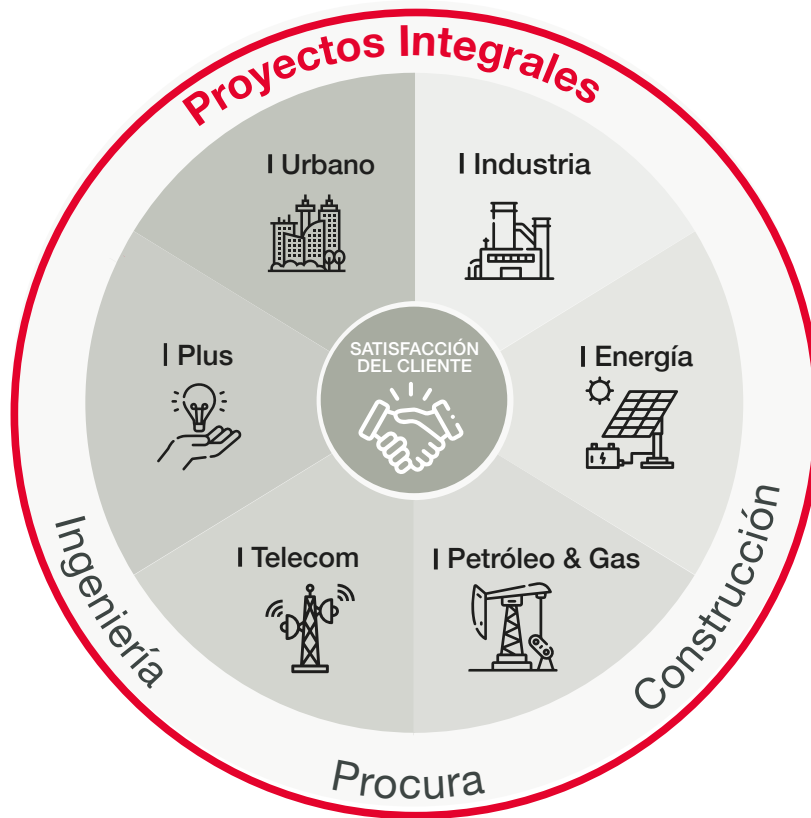 Proyectos Integrales
| Urbano
| Industria
| Plus
SATISFACCIÓN
DEL CLIENTE
| Energía
| Telecom
| Petróleo & Gas
Ingeniería
Procura
Construcción